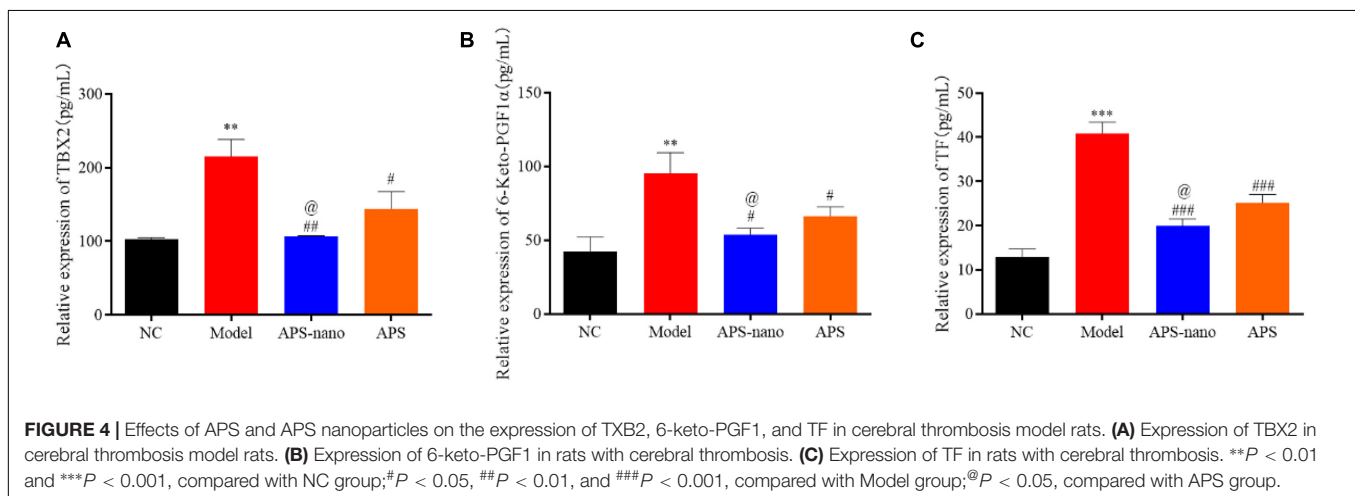 A
Relative expression of TBX2(pg/mL)
300
200
100
0
**
@
##
#
NC Model APS-nano APS
B
Relative expression of 6-Keto-PGF1α(pg/mL)
150
100
50
0
**
@
#
#
NC Model APS-nano APS
C
Relative expression of TF(pg/mL)
50
40
30
20
10
0
***
@
###
###
NC Model APS-nano APS
FIGURE 4 | Effects of APS and APS nanoparticles on the expression of TXB2, 6-keto-PGF1, and TF in cerebral thrombosis model rats. (A) Expression of TBX2 in
cerebral thrombosis model rats. (B) Expression of 6-keto-PGF1 in rats with cerebral thrombosis. (C) Expression of TF in rats with cerebral thrombosis. **P < 0.01
and ***P < 0.001, compared with NC group;#P < 0.05, ##P < 0.01, and ###P < 0.001, compared with Model group;@P < 0.05, compared with APS group.